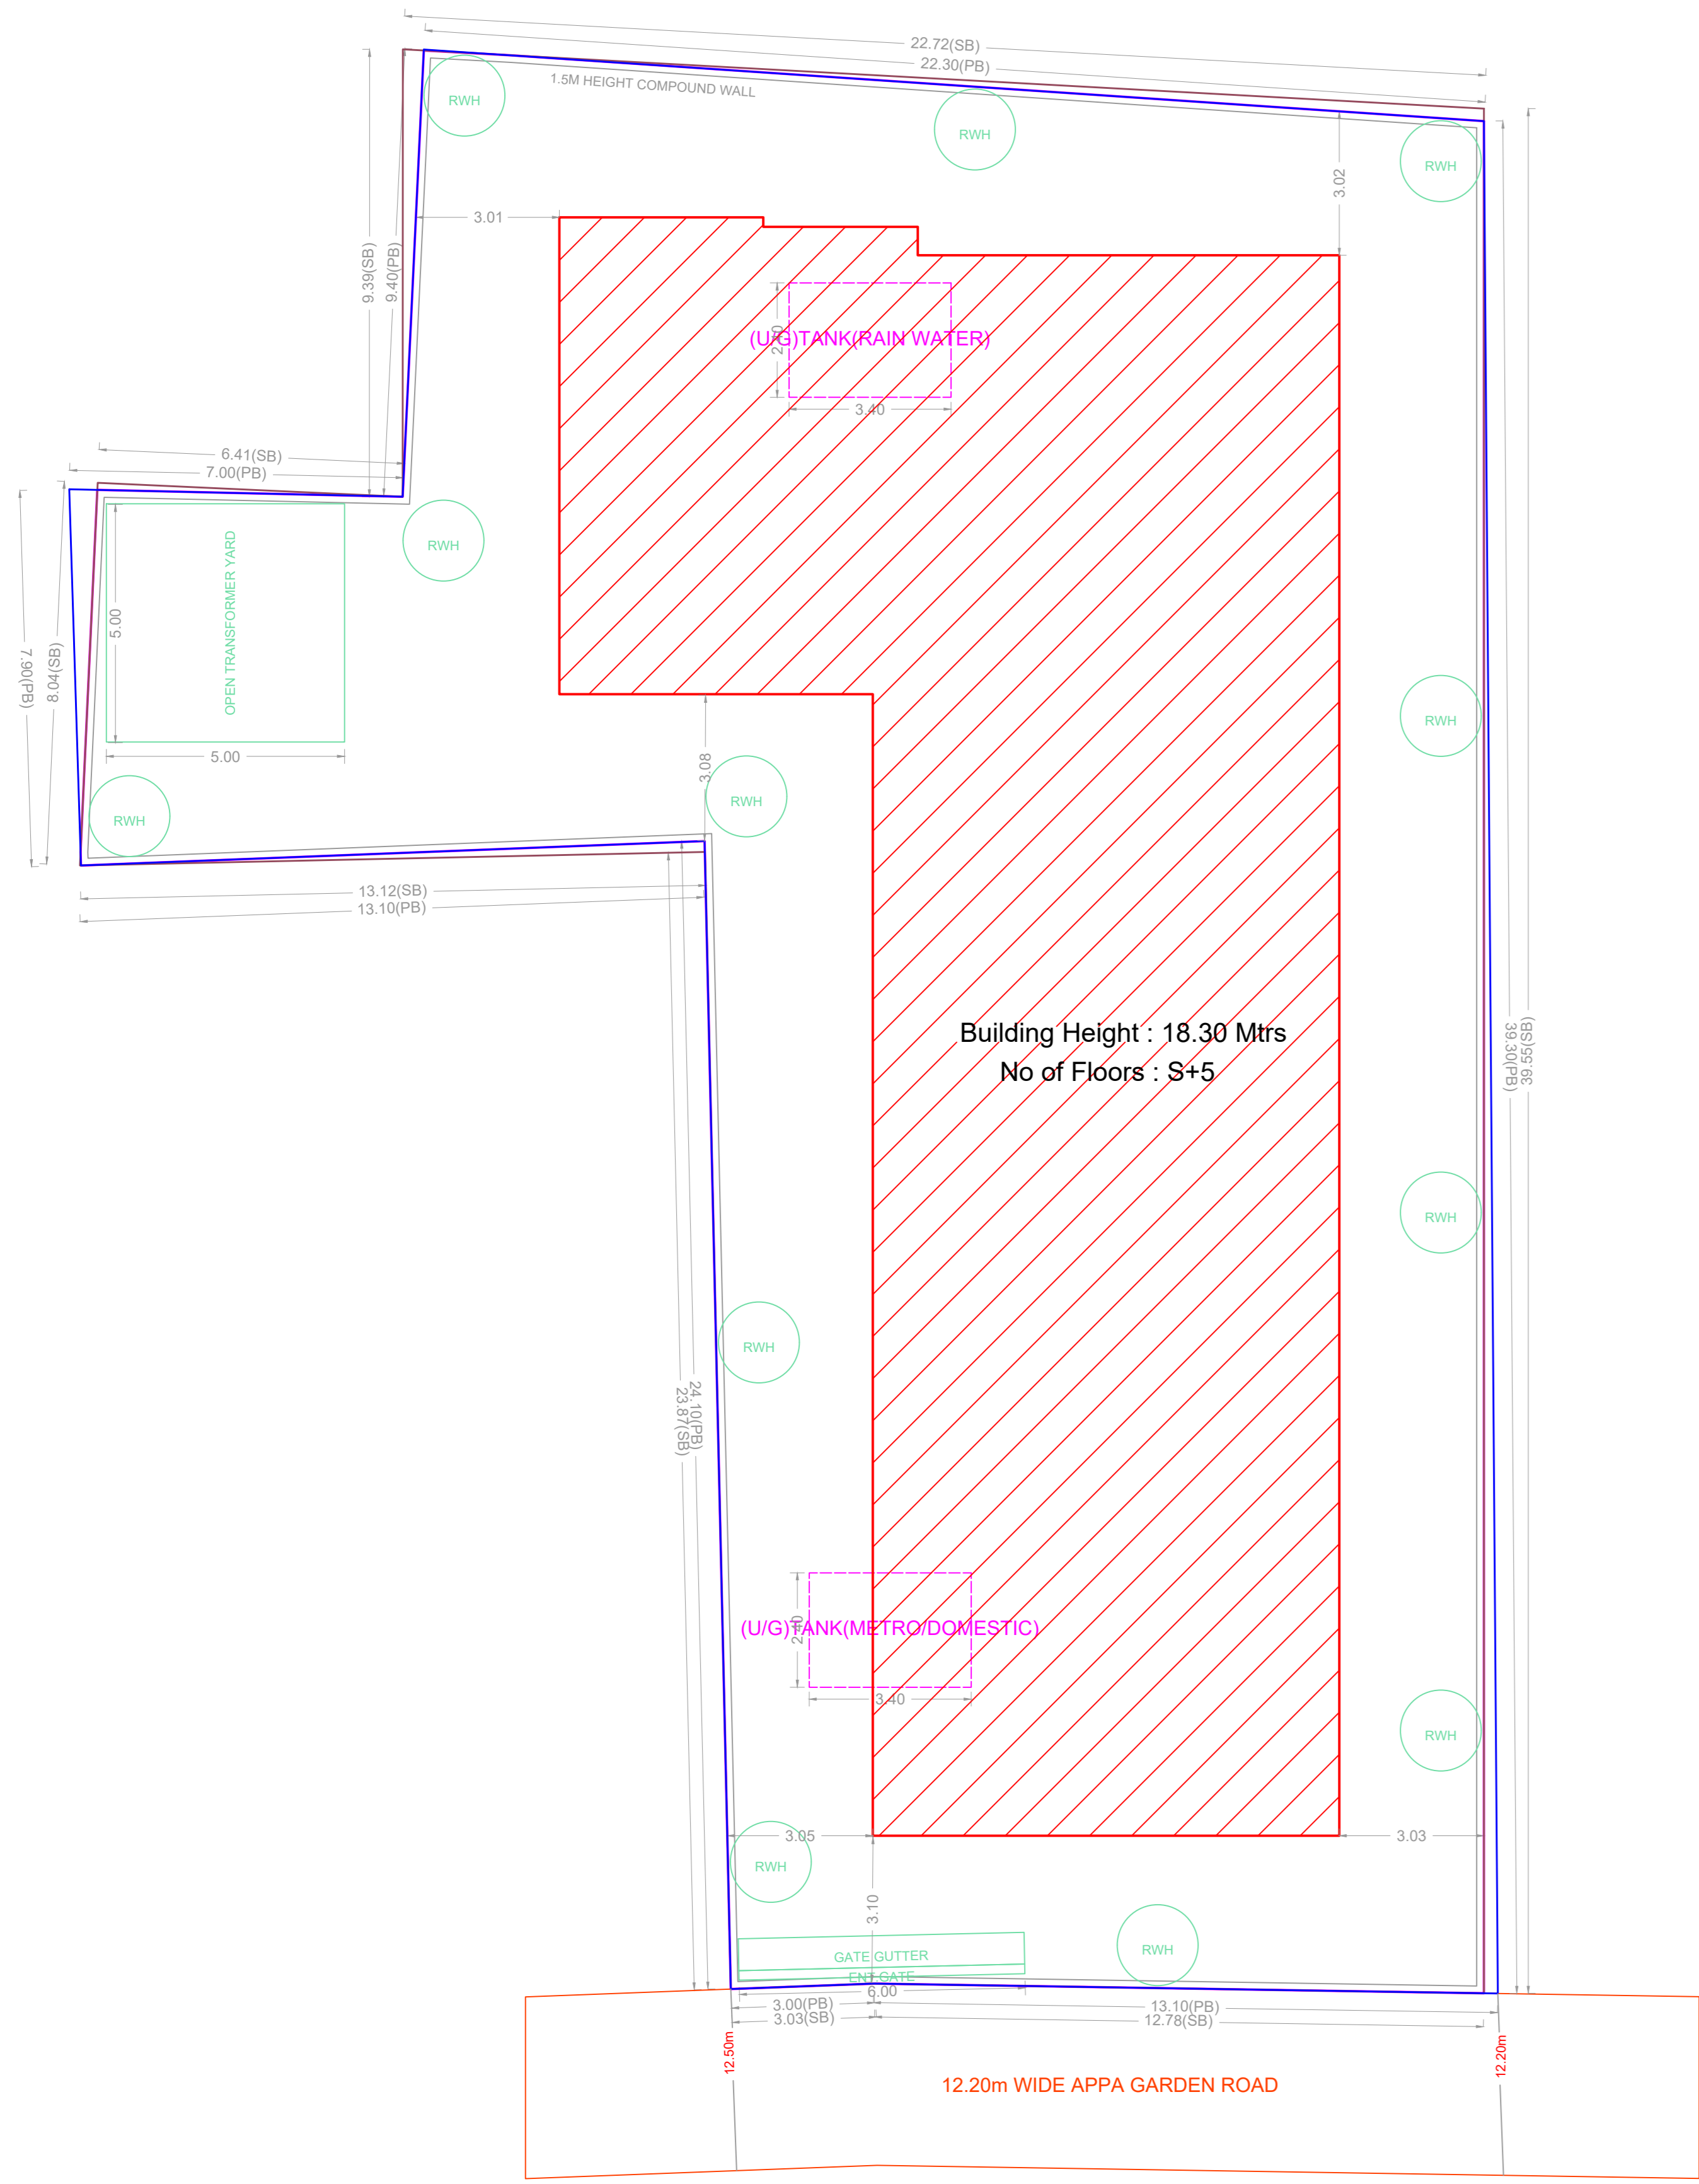 22.72(SB)
22.30(PB)
1.5M HEIGHT COMPOUND WALL
RWH
RWH
RWH
3.02
3.01
9.39(SB)
9.40(PB)
2.40
(U/G)TANK(RAIN WATER)
3.40
6.41(SB)
7.00(PB)
RWH
OPEN TRANSFORMER YARD
5.00
5.00
7.90(PB)
8.04(SB)
RWH
3.08
RWH
RWH
13.12(SB)
13.10(PB)
Building Height : 18.30 Mtrs
No of Floors : S+5
39.30(PB)
39.55(SB)
RWH
RWH
24.10(PB)
23.87(SB)
2.40
(U/G)TANK(METRO/DOMESTIC)
3.40
RWH
3.05
3.03
RWH
3.10
RWH
GATE GUTTER
ENT.GATE
6.00
3.00(PB)
3.03(SB)
13.10(PB)
12.78(SB)
12.50m
12.20m
12.20m WIDE APPA GARDEN ROAD